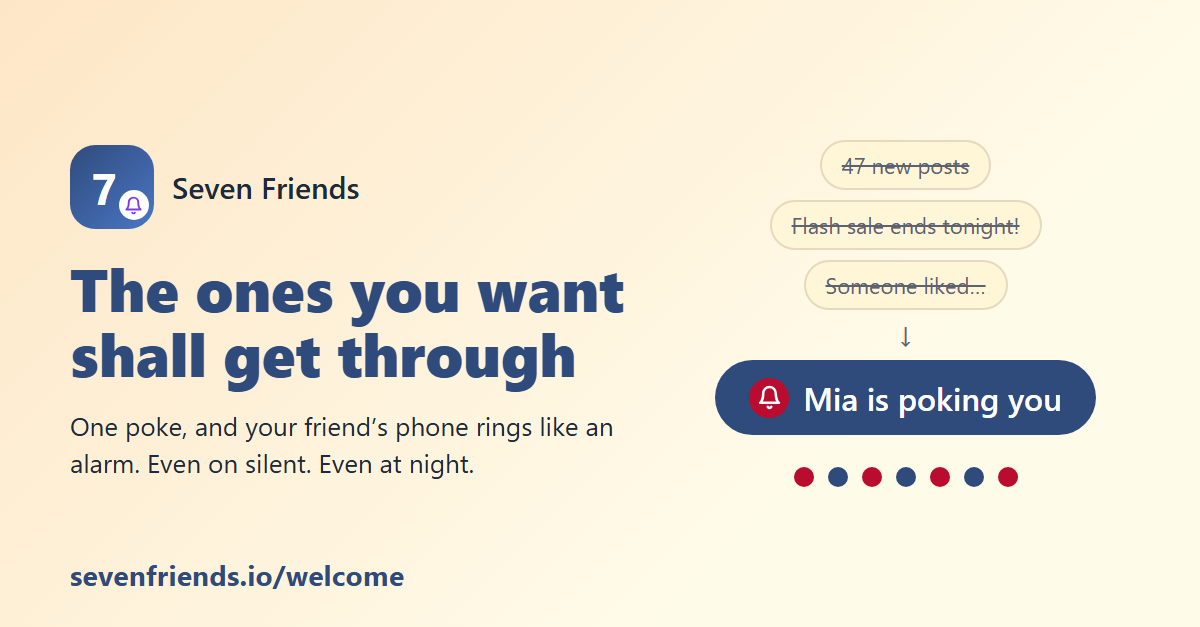 7
Seven Friends
The ones you want
shall get through
One poke, and your friend’s phone rings like an
alarm. Even on silent. Even at night.
sevenfriends.io/welcome
47 new posts
Flash sale ends tonight!
Someone liked...
↓
Mia is poking you